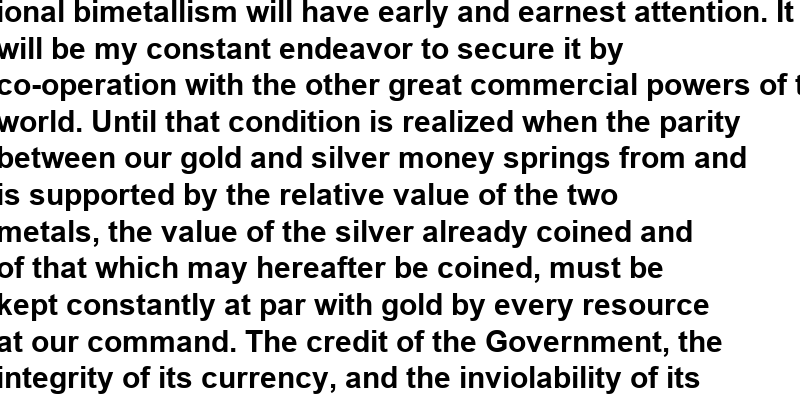 ional bimetallism will have early and earnest attention. It
will be my constant endeavor to secure it by
co-operation with the other great commercial powers of t
world. Until that condition is realized when the parity
between our gold and silver money springs from and
is supported by the relative value of the two
metals, the value of the silver already coined and
of that which may hereafter be coined, must be
kept constantly at par with gold by every resource
at our command. The credit of the Government, the
integrity of its currency, and the inviolability of its